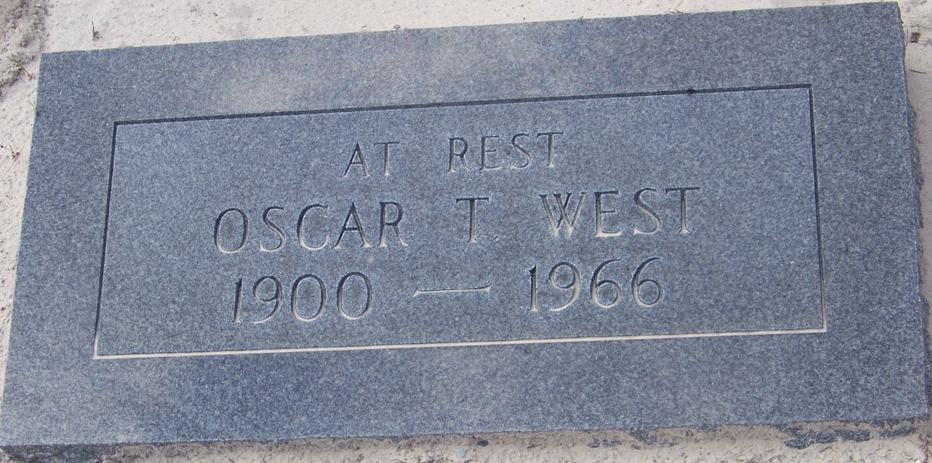 AT REST
OSCAR T. WEST
1900 — 1966